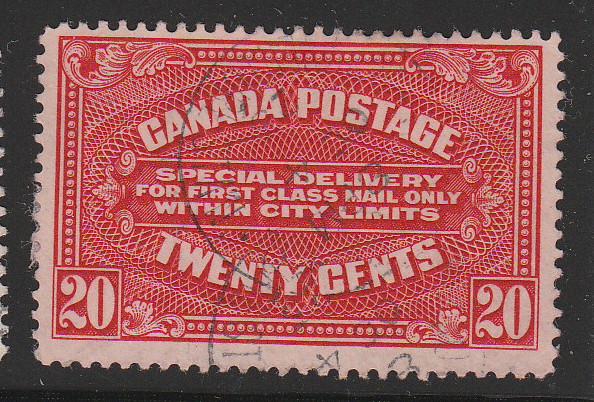 CANADA POSTAGE
SPECIAL DELIVERY
FOR FIRST CLASS MAIL ONLY
WITHIN CITY LIMITS
TWENTY CENTS
20 20